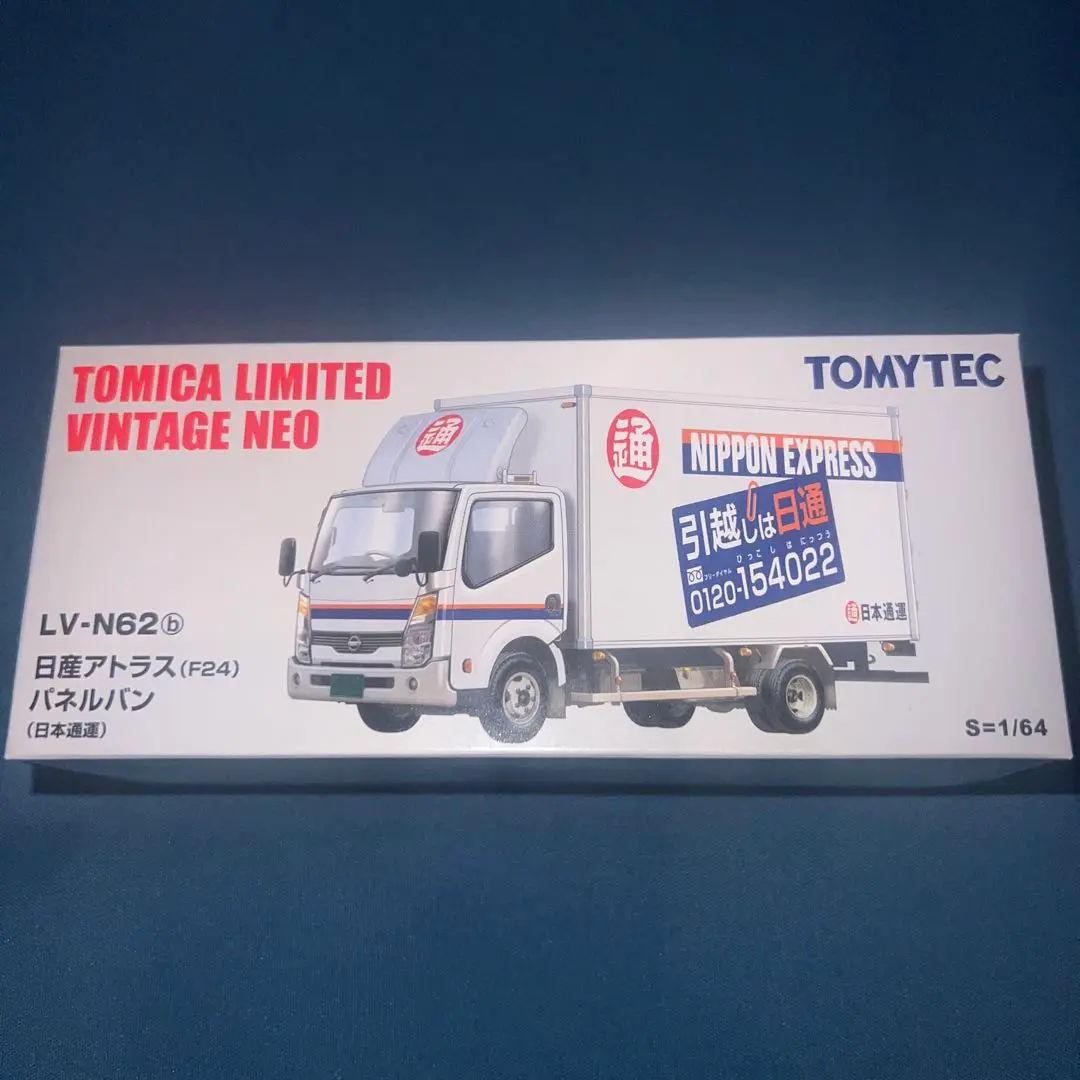 TOMICA LIMITED
VINTAGE NEO
TOMYTEC
通
通
NIPPON EXPRESS
引越しは日通
ひっこしはにっつう
フリーダイヤル
0120-154022
通日本通運
LV-N62ⓑ
日産アトラス(F24)
パネルバン
(日本通運)
S=1/64